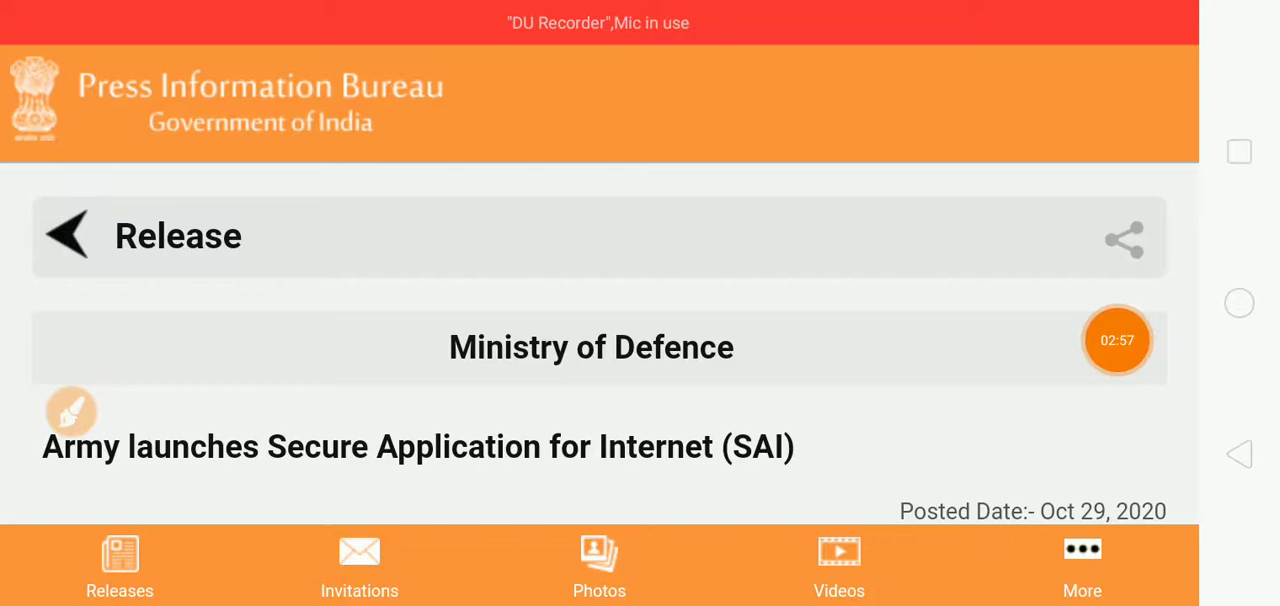 "DU Recorder",Mic in use
Press Information Bureau
Government of India
Release
Ministry of Defence
02:57
Army launches Secure Application for Internet (SAI)
Posted Date:- Oct 29, 2020
Releases
Invitations
Photos
Videos
More